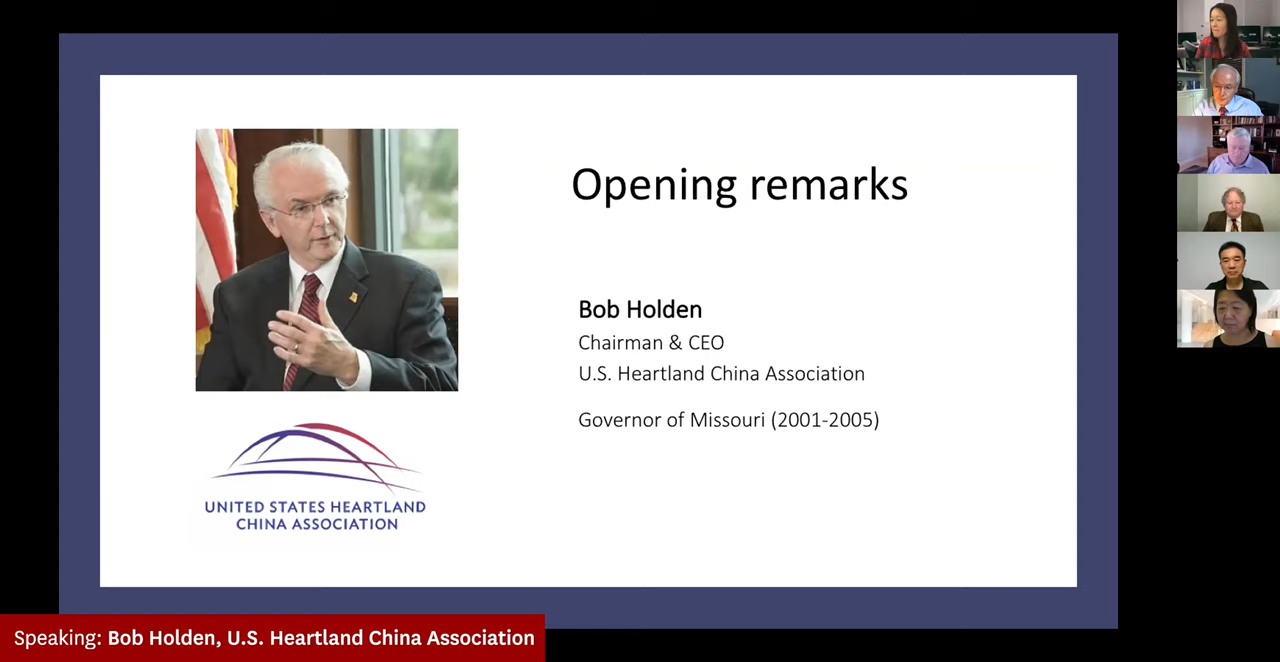 Opening remarks
Bob Holden
Chairman & CEO
U.S. Heartland China Association
Governor of Missouri (2001-2005)
UNITED STATES HEARTLAND
CHINA ASSOCIATION
Speaking: Bob Holden, U.S. Heartland China Association